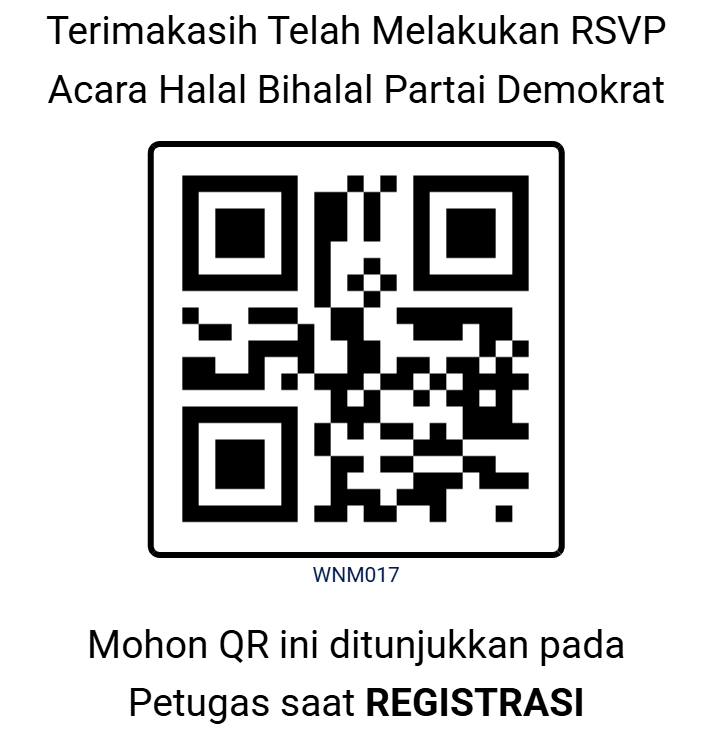 Terimakasih Telah Melakukan RSVP
Acara Halal Bihalal Partai Demokrat
WNM017
Mohon QR ini ditunjukkan pada
Petugas saat REGISTRASI